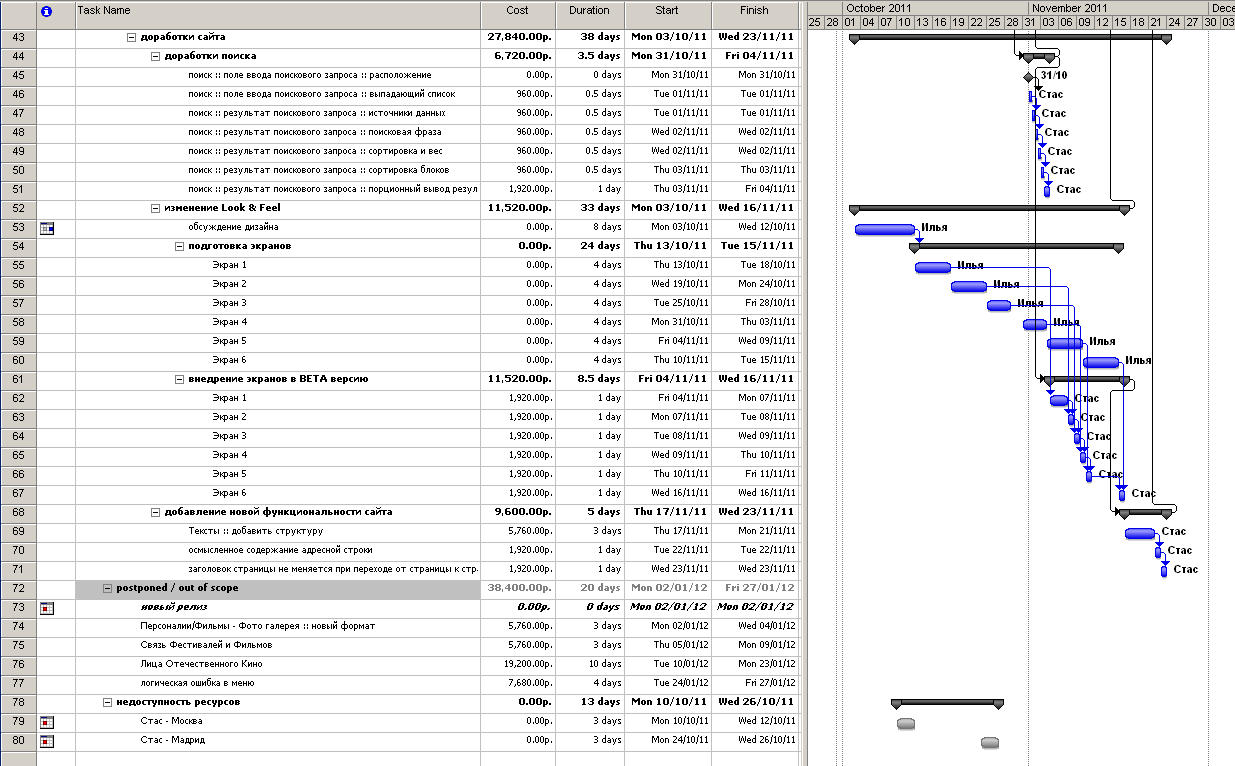 Task Name Cost Duration Start Finish October 2011 November 2011 Dece
25 28 01 04 07 10 13 16 19 22 25 28 31 03 06 09 12 15 18 21 24 27 30 03
43 доработки сайта 27,840.00р. 38 days Mon 03/10/11 Wed 23/11/11
44 доработки поиска 6,720.00р. 3.5 days Mon 31/10/11 Fri 04/11/11
45 поиск :: поле ввода поискового запроса :: расположение 0.00р. 0 days Mon 31/10/11 Mon 31/10/11 31/10
46 поиск :: поле ввода поискового запроса :: выпадающий список 960.00р. 0.5 days Tue 01/11/11 Tue 01/11/11 Стас
47 поиск :: результат поискового запроса :: источники данных 960.00р. 0.5 days Tue 01/11/11 Tue 01/11/11 Стас
48 поиск :: результат поискового запроса :: поисковая фраза 960.00р. 0.5 days Wed 02/11/11 Wed 02/11/11 Стас
49 поиск :: результат поискового запроса :: сортировка и вес 960.00р. 0.5 days Wed 02/11/11 Wed 02/11/11 Стас
50 поиск :: результат поискового запроса :: сортировка блоков 960.00р. 0.5 days Thu 03/11/11 Thu 03/11/11 Стас
51 поиск :: результат поискового запроса :: порционный вывод резул 1,920.00р. 1 day Thu 03/11/11 Fri 04/11/11 Стас
52 изменение Look & Feel 11,520.00р. 33 days Mon 03/10/11 Wed 16/11/11
53 обсуждение дизайна 0.00р. 8 days Mon 03/10/11 Wed 12/10/11 Илья
54 подготовка экранов 0.00р. 24 days Thu 13/10/11 Tue 15/11/11
55 Экран 1 0.00р. 4 days Thu 13/10/11 Tue 18/10/11 Илья
56 Экран 2 0.00р. 4 days Wed 19/10/11 Mon 24/10/11 Илья
57 Экран 3 0.00р. 4 days Tue 25/10/11 Fri 28/10/11 Илья
58 Экран 4 0.00р. 4 days Mon 31/10/11 Thu 03/11/11 Илья
59 Экран 5 0.00р. 4 days Fri 04/11/11 Wed 09/11/11 Илья
60 Экран 6 0.00р. 4 days Thu 10/11/11 Tue 15/11/11 Илья
61 внедрение экранов в BETA версию 11,520.00р. 8.5 days Fri 04/11/11 Wed 16/11/11
62 Экран 1 1,920.00р. 1 day Fri 04/11/11 Mon 07/11/11 Стас
63 Экран 2 1,920.00р. 1 day Mon 07/11/11 Tue 08/11/11 Стас
64 Экран 3 1,920.00р. 1 day Tue 08/11/11 Wed 09/11/11 Стас
65 Экран 4 1,920.00р. 1 day Wed 09/11/11 Thu 10/11/11 Стас
66 Экран 5 1,920.00р. 1 day Thu 10/11/11 Fri 11/11/11 Стас
67 Экран 6 1,920.00р. 1 day Wed 16/11/11 Wed 16/11/11 Стас
68 добавление новой функциональности сайта 9,600.00р. 5 days Thu 17/11/11 Wed 23/11/11
69 Тексты :: добавить структуру 5,760.00р. 3 days Thu 17/11/11 Mon 21/11/11 Стас
70 осмысленное содержание адресной строки 1,920.00р. 1 day Tue 22/11/11 Tue 22/11/11 Стас
71 заголовок страницы не меняется при переходе от страницы к стр. 1,920.00р. 1 day Wed 23/11/11 Wed 23/11/11 Стас
72 postponed / out of scope 38,400.00р. 20 days Mon 02/01/12 Fri 27/01/12
73 новый релиз 0.00р. 0 days Mon 02/01/12 Mon 02/01/12
74 Персоналии/Фильмы - Фото галерея :: новый формат 5,760.00р. 3 days Mon 02/01/12 Wed 04/01/12
75 Связь Фестивалей и Фильмов 5,760.00р. 3 days Thu 05/01/12 Mon 09/01/12
76 Лица Отечественного Кино 19,200.00р. 10 days Tue 10/01/12 Mon 23/01/12
77 логическая ошибка в меню 7,680.00р. 4 days Tue 24/01/12 Fri 27/01/12
78 недоступность ресурсов 0.00р. 13 days Mon 10/10/11 Wed 26/10/11
79 Стас - Москва 0.00р. 3 days Mon 10/10/11 Wed 12/10/11
80 Стас - Мадрид 0.00р. 3 days Mon 24/10/11 Wed 26/10/11